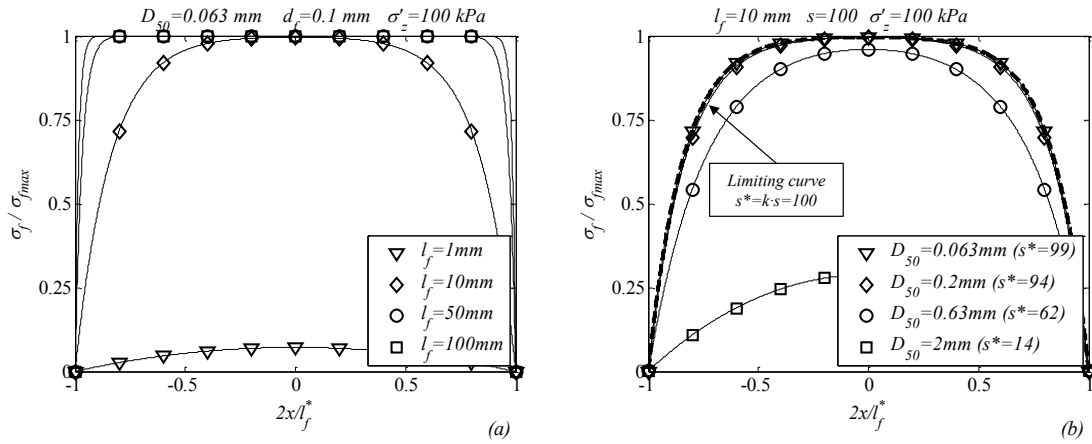 D50=0.063 mm df=0.1 mm σ'z=100 kPa
1
0.75
0.5
0.25
0
σf / σfmax
lf=1mm
lf=10mm
lf=50mm
lf=100mm
-1 -0.5 0 0.5 1
2x/lf*
(a)
lf=10 mm s=100 σ'z=100 kPa
1
0.75
0.5
0.25
0
σf / σfmax
Limiting curve
s*=k·s=100
D50=0.063mm (s*=99)
D50=0.2mm (s*=94)
D50=0.63mm (s*=62)
D50=2mm (s*=14)
-1 -0.5 0 0.5 1
2x/lf*
(b)